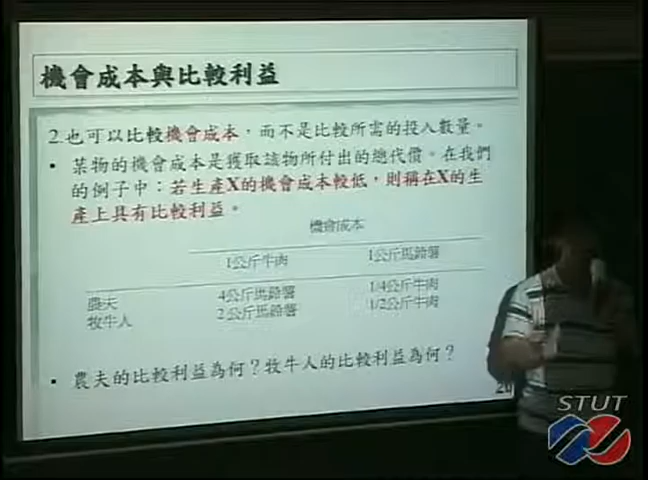 機會成本與比較利益
2.也可以比較機會成本，而不是比較所需的投入數量。
• 某物的機會成本是獲取該物所付出的總代價。在我們
的例子中：若生產X的機會成本較低，則稱在X的生
產上具有比較利益。
機會成本
1公斤牛肉 1公斤馬鈴薯
農夫 4公斤馬鈴薯 1/4公斤牛肉
牧牛人 2公斤馬鈴薯 1/2公斤牛肉
• 農夫的比較利益為何？牧牛人的比較利益為何？
STUT